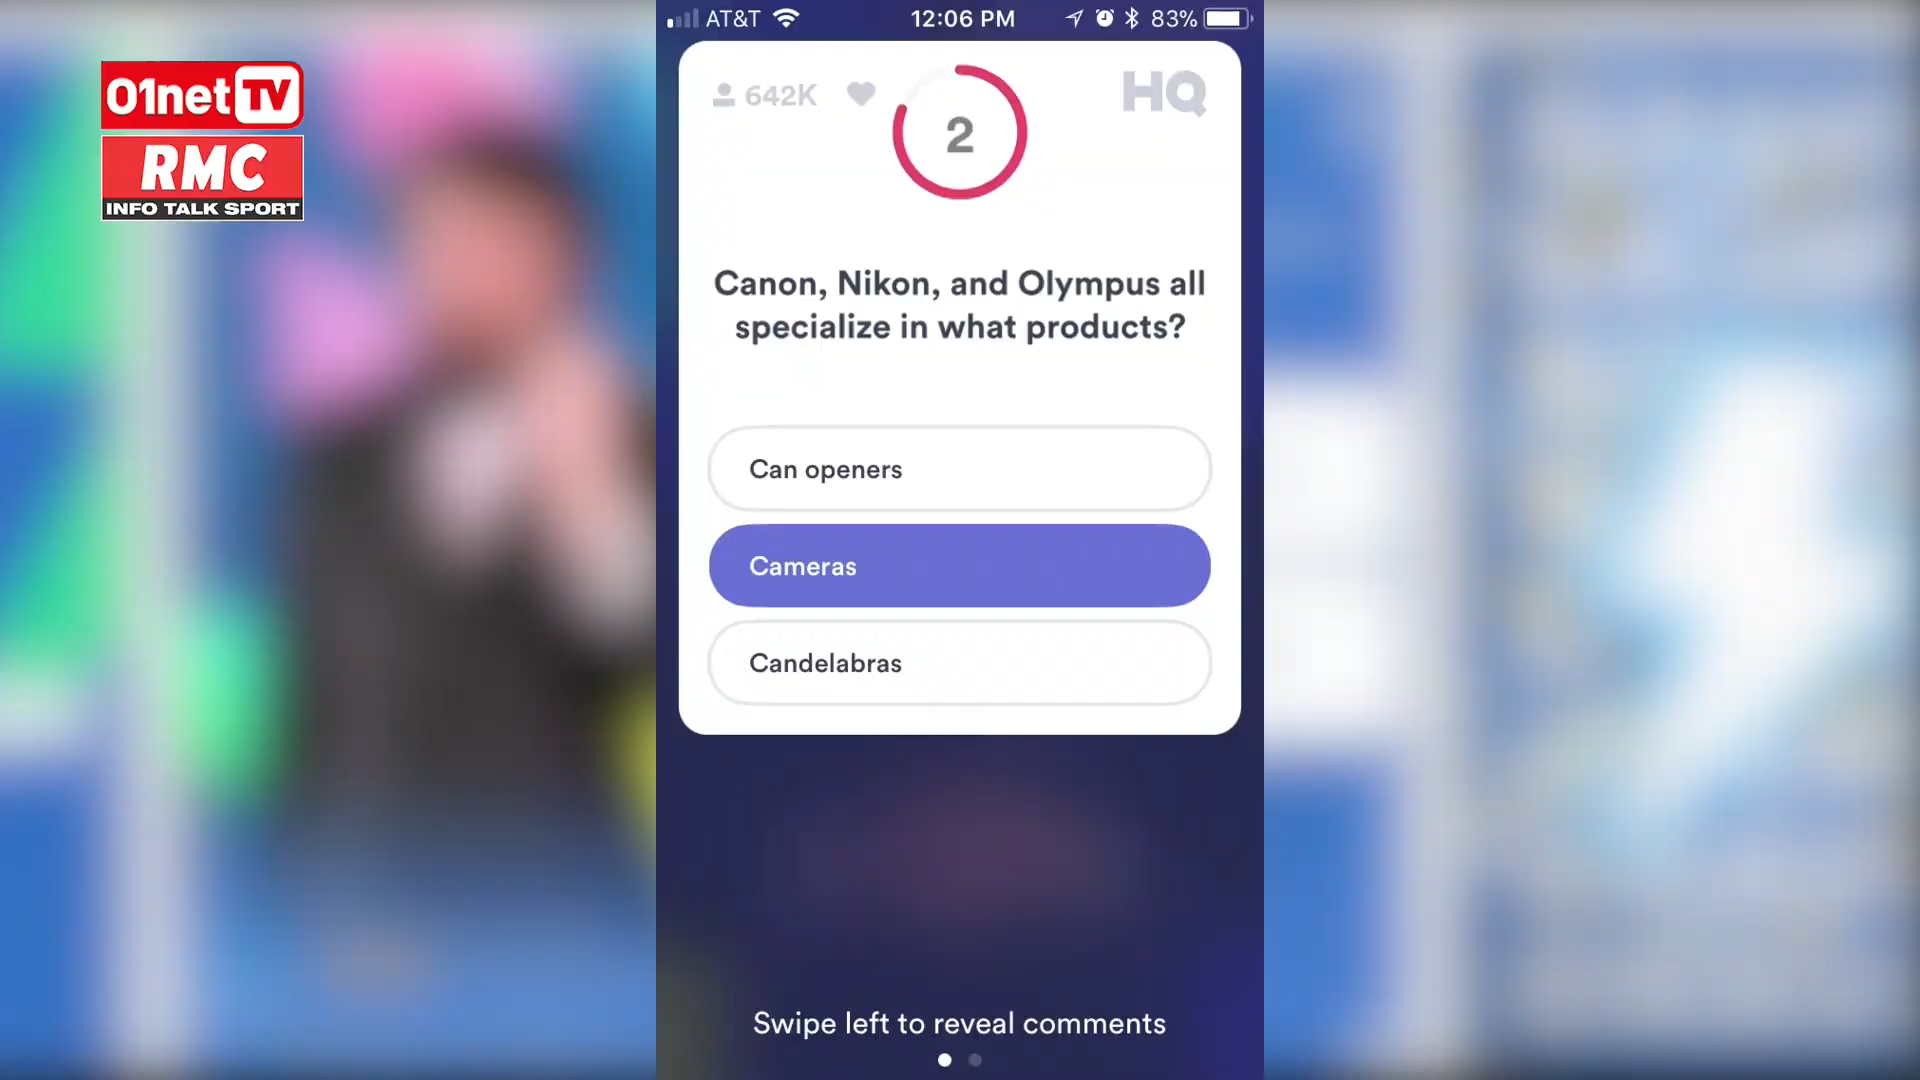 01net TV
RMC
INFO TALK SPORT
AT&T
12:06 PM
83%
642K
2
HQ
Canon, Nikon, and Olympus all
specialize in what products?
Can openers
Cameras
Candelabras
Swipe left to reveal comments